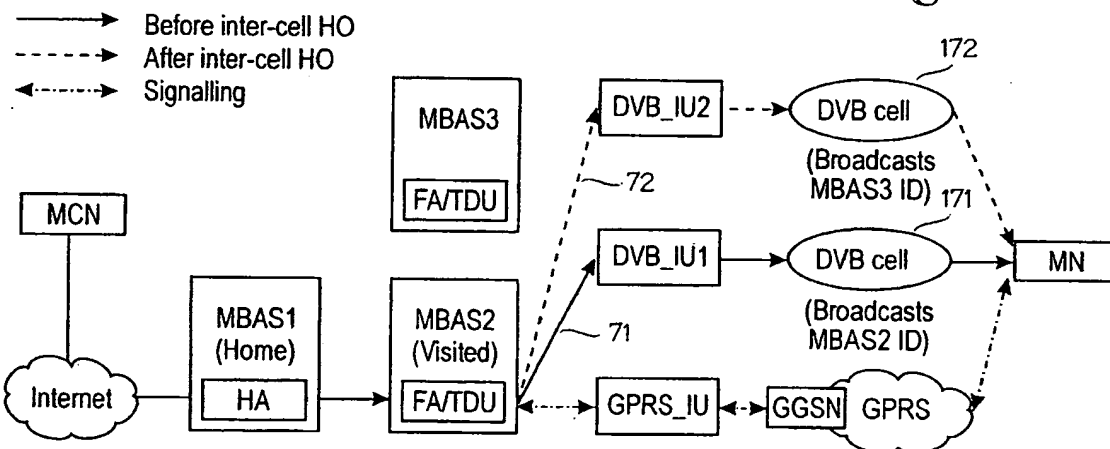 Before inter-cell HO
After inter-cell HO
Signalling
172
MBAS3
FA/TDU
DVB_IU2
DVB cell
(Broadcasts
MBAS3 ID)
72
171
MCN
DVB_IU1
DVB cell
MN
(Broadcasts
MBAS2 ID)
71
MBAS1
(Home)
HA
MBAS2
(Visited)
FA/TDU
Internet
GPRS_IU
GGSN
GPRS